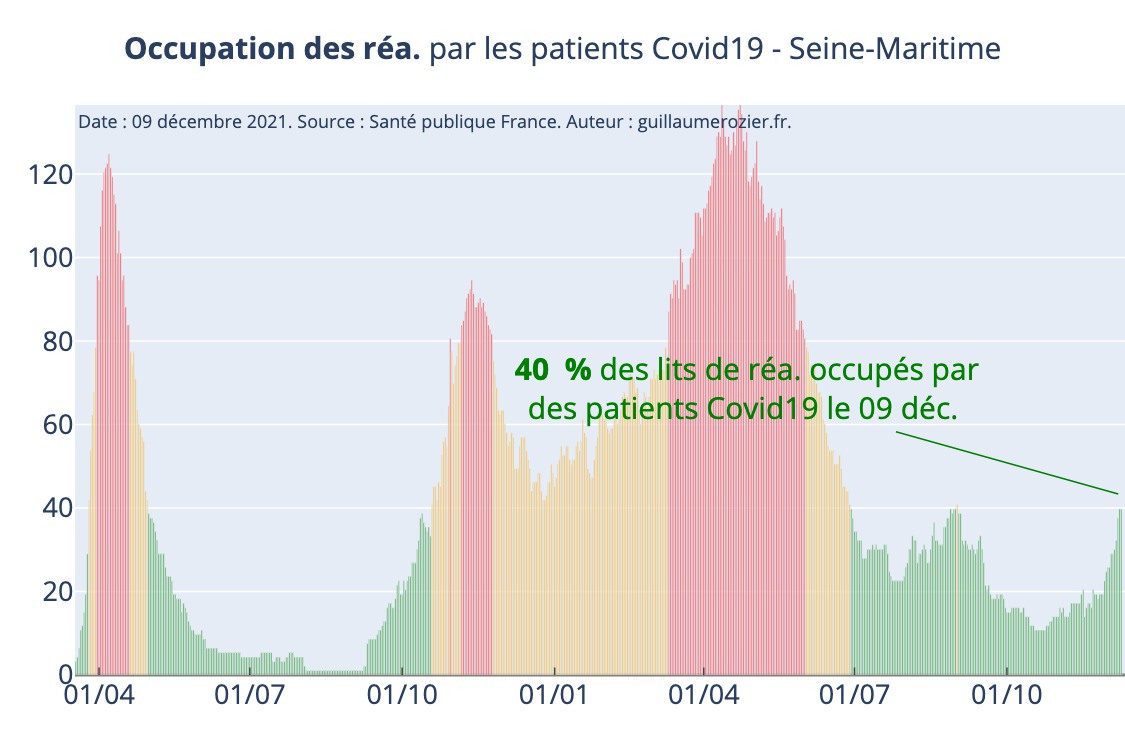 Occupation des réa. par les patients Covid19 - Seine-Maritime
Date : 09 décembre 2021. Source : Santé publique France. Auteur : guillaumerozier.fr.
120
100
80
60
40
20
0
40 % des lits de réa. occupés par
des patients Covid19 le 09 déc.
01/04 01/07 01/10 01/01 01/04 01/07 01/10